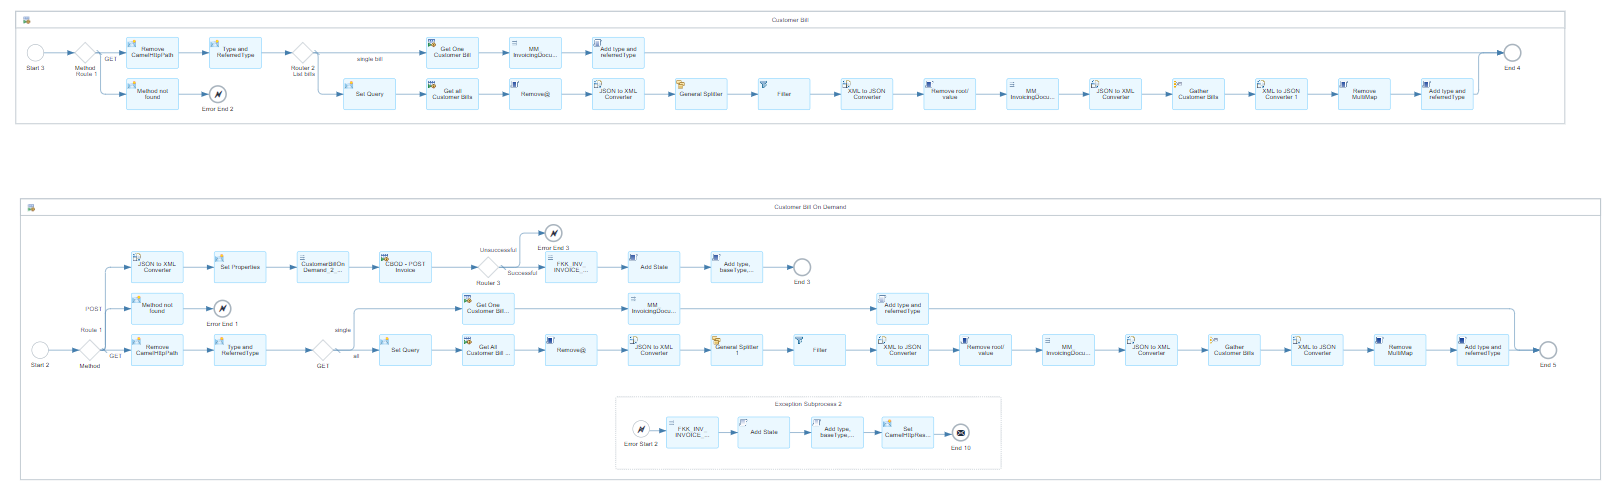 Customer Bill
Start 3
Method
Route 1
GET
Remove
CamelHttpPath
Type and
ReferredType
Router 2
List bills
single bill
Get One
Customer Bill
MM_
InvoicingDocu...
Add type and
referredType
End 4
Method not
found
Error End 2
Set Query
Get all
Customer Bills
Remove@
JSON to XML
Converter
General Splitter
Filter
XML to JSON
Converter
Remove root/
value
MM_
InvoicingDocu...
JSON to XML
Converter
Gather
Customer Bills
XML to JSON
Converter 1
Remove
MultiMap
Add type and
referredType
Customer Bill On Demand
Unsuccessful
Error End 3
JSON to XML
Converter
Set Properties
CustomerBillOn
Demand_2_...
CBOD - POST
Invoice
Router 3
Successful
FKK_INV_
INVOICE_...
Add State
Add type,
baseType,...
End 3
POST
Method not
found
Error End 1
Get One
Customer Bill...
MM_
InvoicingDocu...
Add type and
referredType
Route 1
single
Start 2
Method
GET
Remove
CamelHttpPath
Type and
ReferredType
GET
all
Set Query
Get All
Customer Bill ...
Remove@
JSON to XML
Converter
General Splitter
1
Filter
XML to JSON
Converter
Remove root/
value
MM_
InvoicingDocu...
JSON to XML
Converter
Gather
Customer Bills
XML to JSON
Converter
Remove
MultiMap
Add type and
referredType
End 5
Exception Subprocess 2
Error Start 2
FKK_INV_
INVOICE_...
Add State
Add type,
baseType,...
Set
CamelHttpRes...
End 10